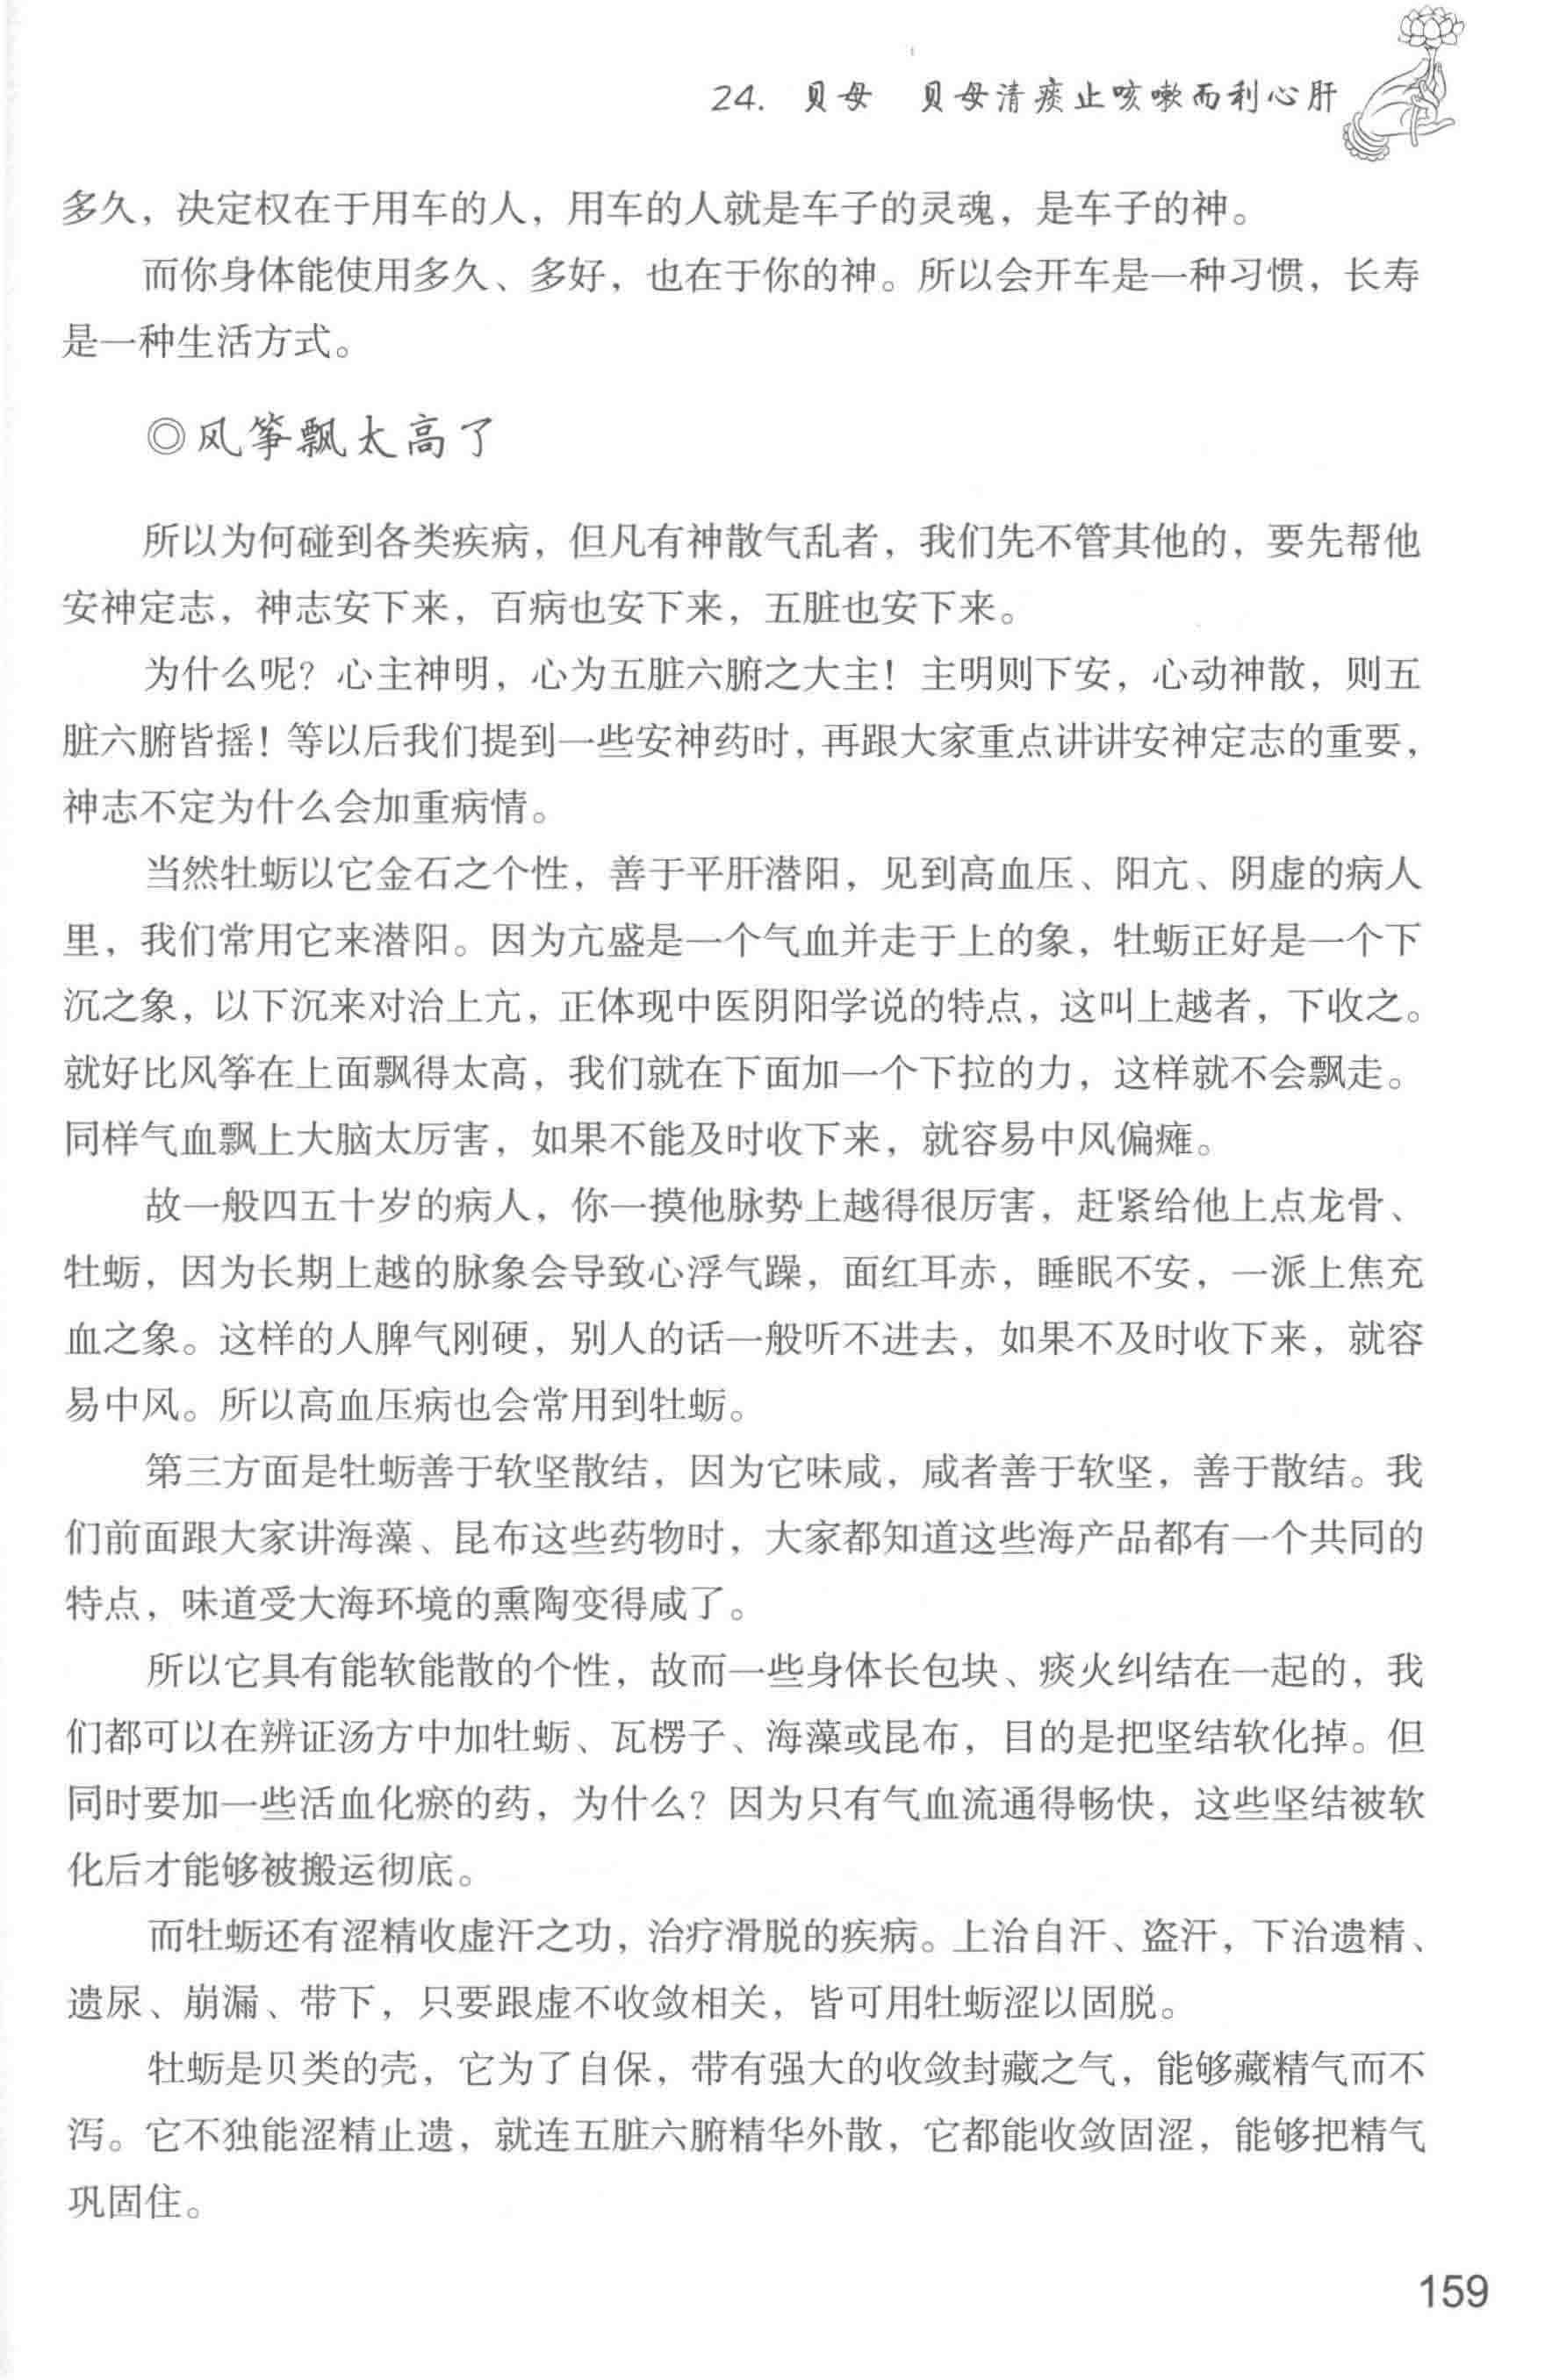 24. 贝母　贝母清痰止咳嗽而利心肝
多久，决定权在于用车的人，用车的人就是车子的灵魂，是车子的神。
而你身体能使用多久、多好，也在于你的神。所以会开车是一种习惯，长寿
是一种生活方式。
◎风筝飘太高了
所以为何碰到各类疾病，但凡有神散气乱者，我们先不管其他的，要先帮他
安神定志，神志安下来，百病也安下来，五脏也安下来。
为什么呢？心主神明，心为五脏六腑之大主！主明则下安，心动神散，则五
脏六腑皆摇！等以后我们提到一些安神药时，再跟大家重点讲讲安神定志的重要，
神志不定为什么会加重病情。
当然牡蛎以它金石之个性，善于平肝潜阳，见到高血压、阳亢、阴虚的病人
里，我们常用它来潜阳。因为亢盛是一个气血并走于上的象，牡蛎正好是一个下
沉之象，以下沉来对治上亢，正体现中医阴阳学说的特点，这叫上越者，下收之。
就好比风筝在上面飘得太高，我们就在下面加一个下拉的力，这样就不会飘走。
同样气血飘上大脑太厉害，如果不能及时收下来，就容易中风偏瘫。
故一般四五十岁的病人，你一摸他脉势上越得很厉害，赶紧给他上点龙骨、
牡蛎，因为长期上越的脉象会导致心浮气躁，面红耳赤，睡眠不安，一派上焦充
血之象。这样的人脾气刚硬，别人的话一般听不进去，如果不及时收下来，就容
易中风。所以高血压病也会常用到牡蛎。
第三方面是牡蛎善于软坚散结，因为它味咸，咸者善于软坚，善于散结。我
们前面跟大家讲海藻、昆布这些药物时，大家都知道这些海产品都有一个共同的
特点，味道受大海环境的熏陶变得咸了。
所以它具有能软能散的个性，故而一些身体长包块、痰火纠结在一起的，我
们都可以在辨证汤方中加牡蛎、瓦楞子、海藻或昆布，目的是把坚结软化掉。但
同时要加一些活血化瘀的药，为什么？因为只有气血流通得畅快，这些坚结被软
化后才能够被搬运彻底。
而牡蛎还有涩精收虚汗之功，治疗滑脱的疾病。上治自汗、盗汗，下治遗精、
遗尿、崩漏、带下，只要跟虚不收敛相关，皆可用牡蛎涩以固脱。
牡蛎是贝类的壳，它为了自保，带有强大的收敛封藏之气，能够藏精气而不
泻。它不独能涩精止遗，就连五脏六腑精华外散，它都能收敛固涩，能够把精气
巩固住。
159